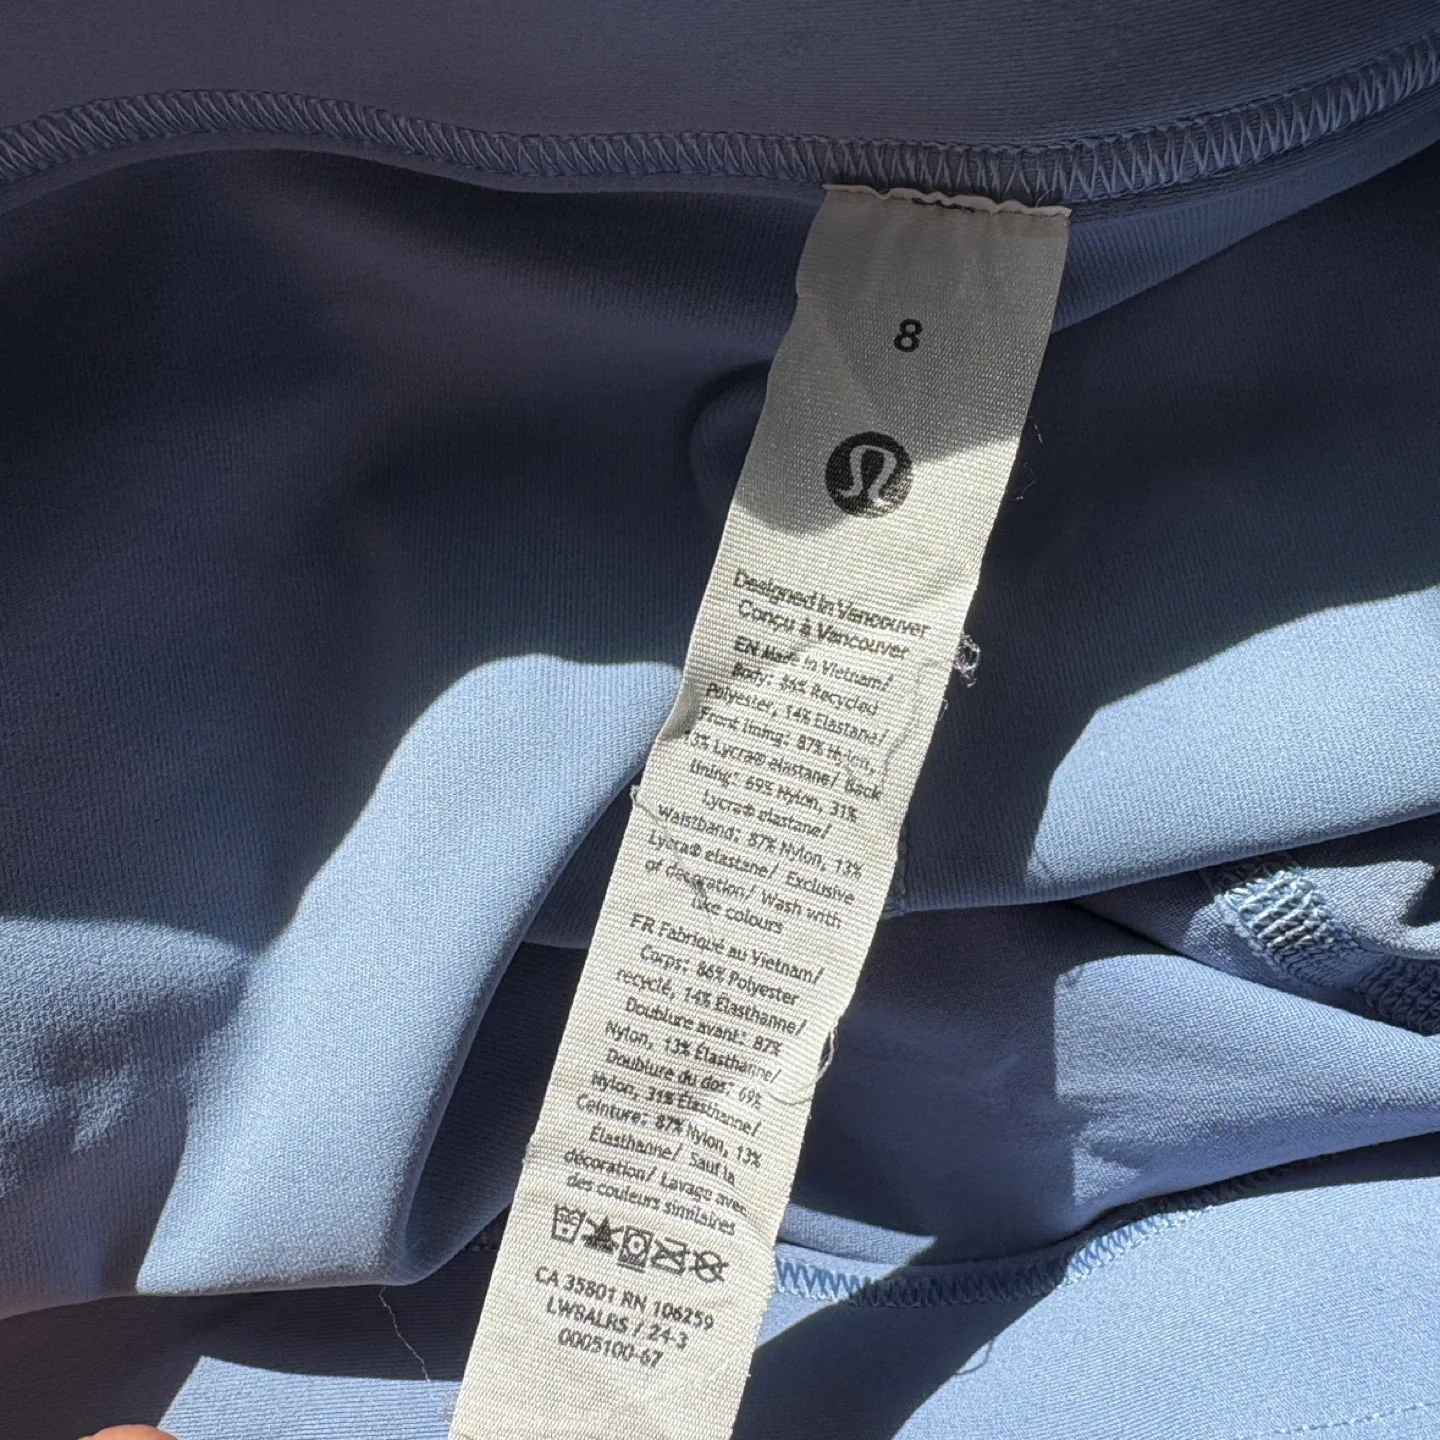 8
Designed in Vancouver
Conçu à Vancouver
EN Made in Vietnam/
Body: 86% Recycled
Polyester, 14% Elastane/
Front lining: 87% Nylon,
13% Lycra® elastane/ Back
lining: 69% Nylon, 31%
Lycra® elastane/
Waistband: 87% Nylon, 13%
Lycra® elastane/ Exclusive
of decoration/ Wash with
like colours
FR Fabriqué au Vietnam/
Corps: 86% Polyester
recyclé, 14% Élasthanne/
Doublure avant: 87%
Nylon, 13% Élasthanne/
Doublure du dos: 69%
Nylon, 31% Élasthanne/
Ceinture: 87% Nylon, 13%
Élasthanne/ Sauf la
décoration/ Lavage avec
des couleurs similaires
CA 35801 RN 106259
LW8ALRS / 24-3
0005100-67